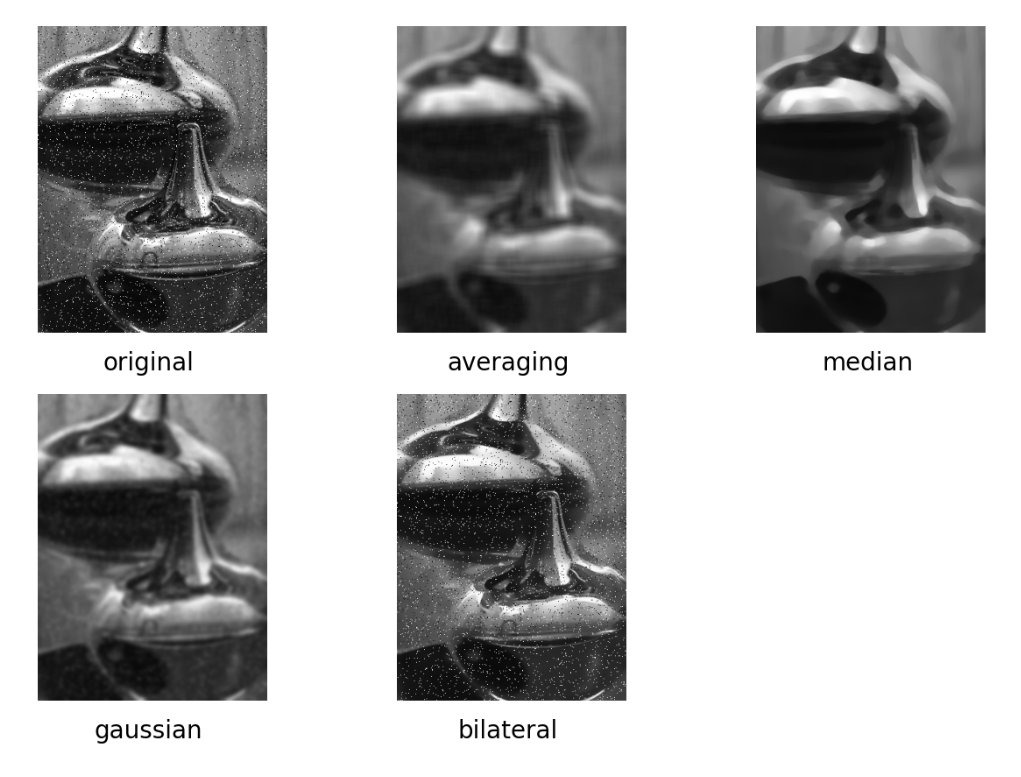 original
averaging
median
gaussian
bilateral